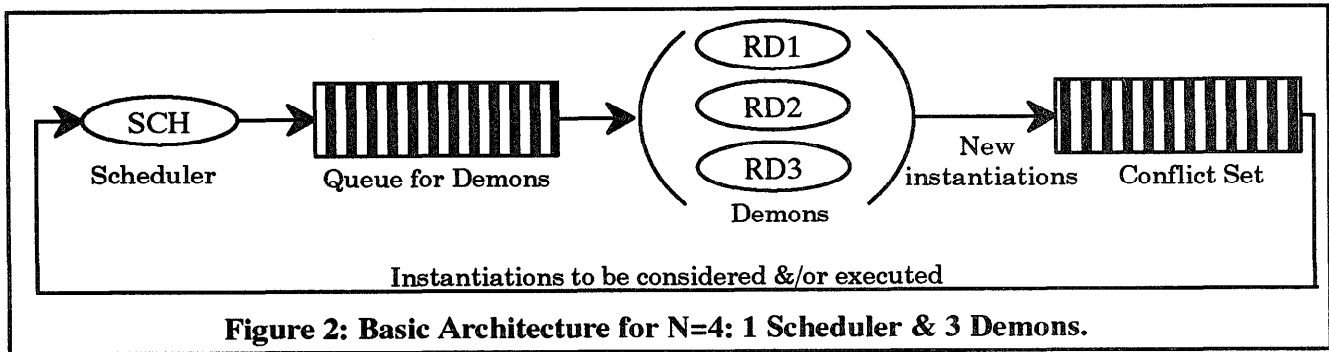 RD1
SCH
RD2
RD3
Scheduler
Queue for Demons
Demons
New
instantiations
Conflict Set
Instantiations to be considered &/or executed
Figure 2: Basic Architecture for N=4: 1 Scheduler & 3 Demons.